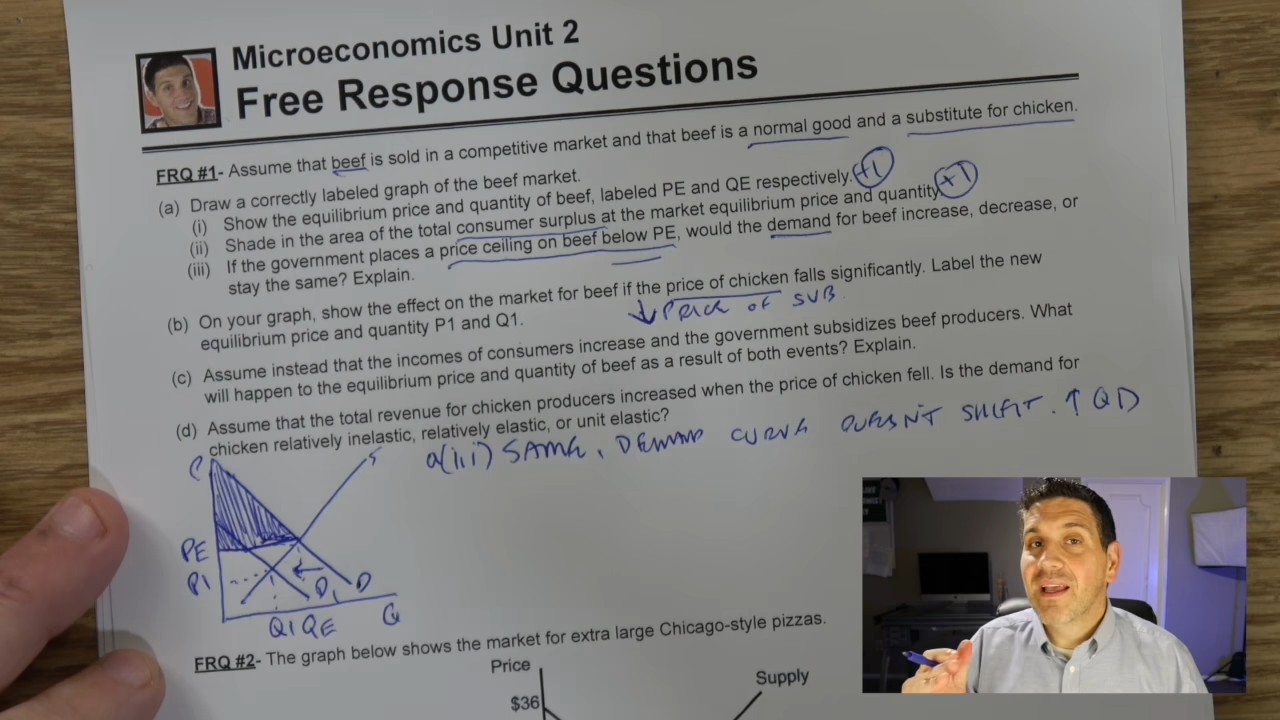 Microeconomics Unit 2
Free Response Questions
FRQ #1- Assume that beef is sold in a competitive market and that beef is a normal good and a substitute for chicken.
(a) Draw a correctly labeled graph of the beef market.
(i) Show the equilibrium price and quantity of beef, labeled PE and QE respectively. +1
(ii) Shade in the area of the total consumer surplus at the market equilibrium price and quantity. +1
(iii) If the government places a price ceiling on beef below PE, would the demand for beef increase, decrease, or
stay the same? Explain.
(b) On your graph, show the effect on the market for beef if the price of chicken falls significantly. Label the new
equilibrium price and quantity P1 and Q1.
↓ PRICE OF SUB.
(c) Assume instead that the incomes of consumers increase and the government subsidizes beef producers. What
will happen to the equilibrium price and quantity of beef as a result of both events? Explain.
(d) Assume that the total revenue for chicken producers increased when the price of chicken fell. Is the demand for
chicken relatively inelastic, relatively elastic, or unit elastic?
a(iii) SAME, DEMAND CURVE DOESN'T SHIFT. ↑ QD
P
S
PE
P1
D1
D
Q1 QE
Q
FRQ #2- The graph below shows the market for extra large Chicago-style pizzas.
Price
$36
Supply